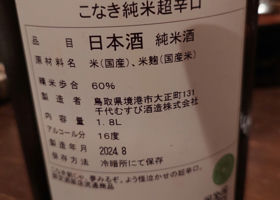 こなき純米超辛口
品目 日本酒 純米酒
原材料名 米(国産)、米麹(国産米)
精米歩合 60%
製造者 鳥取県境港市大正町131
千代むすび酒造株式会社
内容量 1.8L
アルコール分 16度
製造年月 2024.8
保存方法 冷暗所にて保存